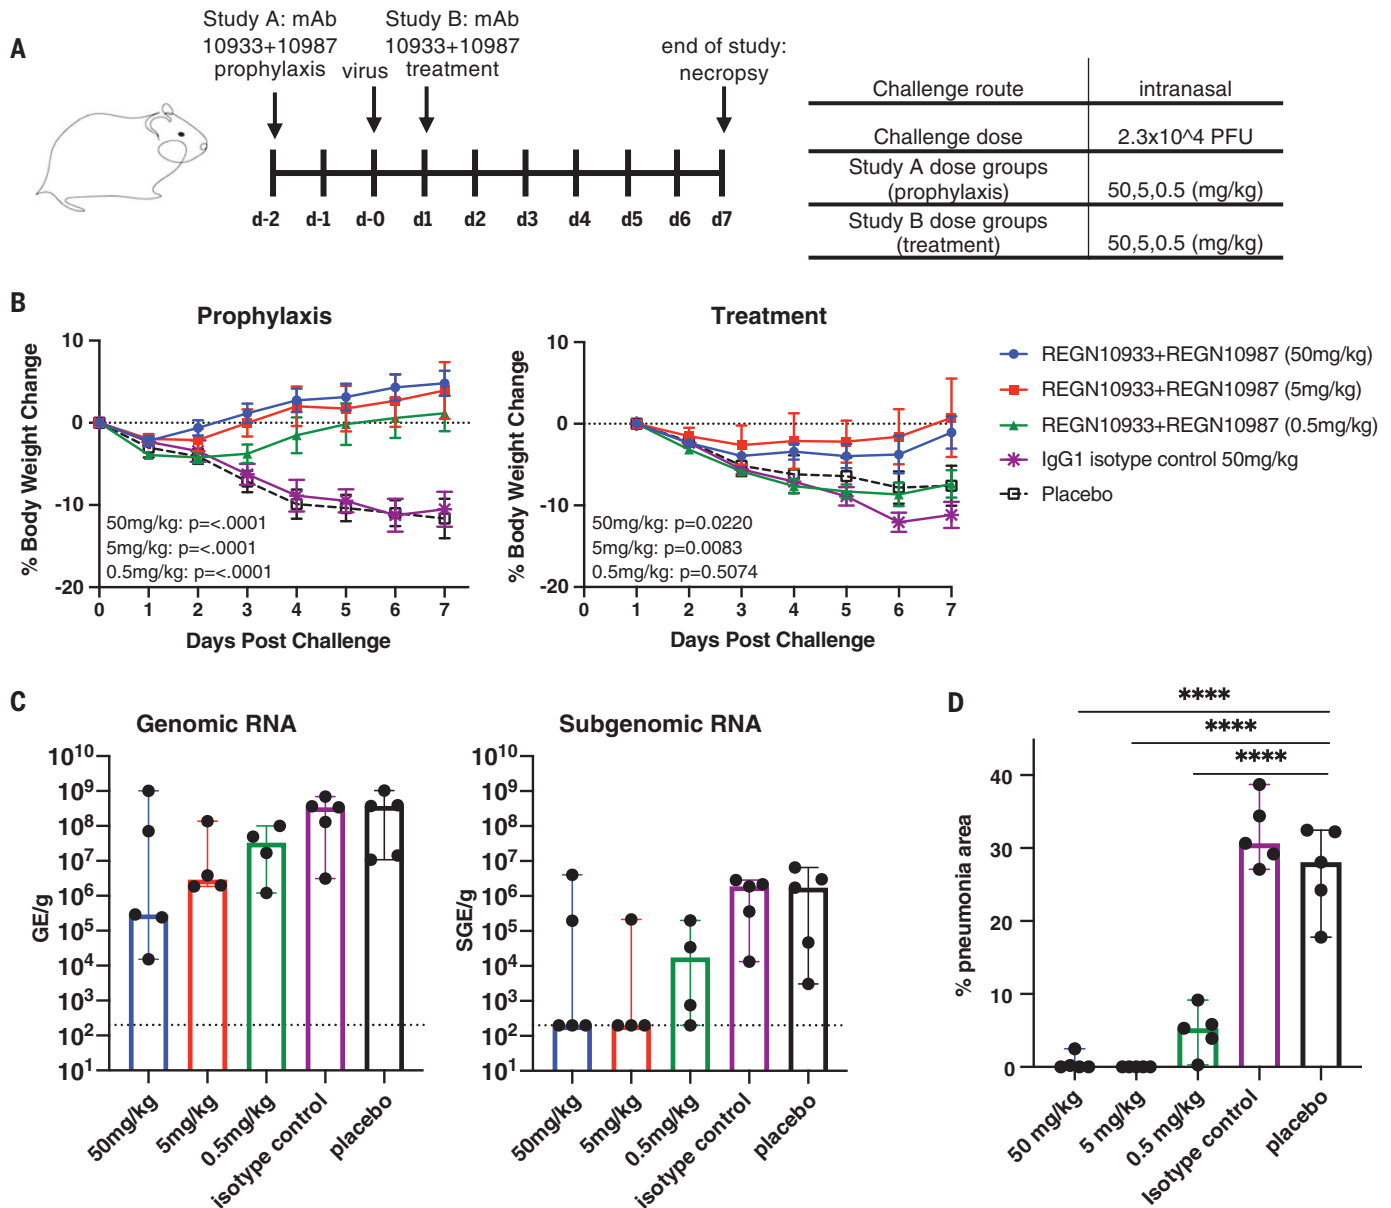 A
Study A: mAb
10933+10987
prophylaxis
virus
Study B: mAb
10933+10987
treatment
end of study:
necropsy
d-2 d-1 d-0 d1 d2 d3 d4 d5 d6 d7
Challenge route intranasal
Challenge dose 2.3x10^4 PFU
Study A dose groups
(prophylaxis) 50,5,0.5 (mg/kg)
Study B dose groups
(treatment) 50,5,0.5 (mg/kg)
B
Prophylaxis
% Body Weight Change
10
0
-10
-20
50mg/kg: p=<.0001
5mg/kg: p=<.0001
0.5mg/kg: p=<.0001
0 1 2 3 4 5 6 7
Days Post Challenge
Treatment
% Body Weight Change
10
0
-10
-20
50mg/kg: p=0.0220
5mg/kg: p=0.0083
0.5mg/kg: p=0.5074
0 1 2 3 4 5 6 7
Days Post Challenge
REGN10933+REGN10987 (50mg/kg)
REGN10933+REGN10987 (5mg/kg)
REGN10933+REGN10987 (0.5mg/kg)
IgG1 isotype control 50mg/kg
Placebo
C
Genomic RNA
GE/g
10^10
10^9
10^8
10^7
10^6
10^5
10^4
10^3
10^2
10^1
50mg/kg
5mg/kg
0.5mg/kg
isotype control
placebo
Subgenomic RNA
SGE/g
10^10
10^9
10^8
10^7
10^6
10^5
10^4
10^3
10^2
10^1
50mg/kg
5mg/kg
0.5mg/kg
isotype control
placebo
D
****
****
****
% pneumonia area
40
30
20
10
0
50 mg/kg
5 mg/kg
0.5 mg/kg
Isotype control
placebo